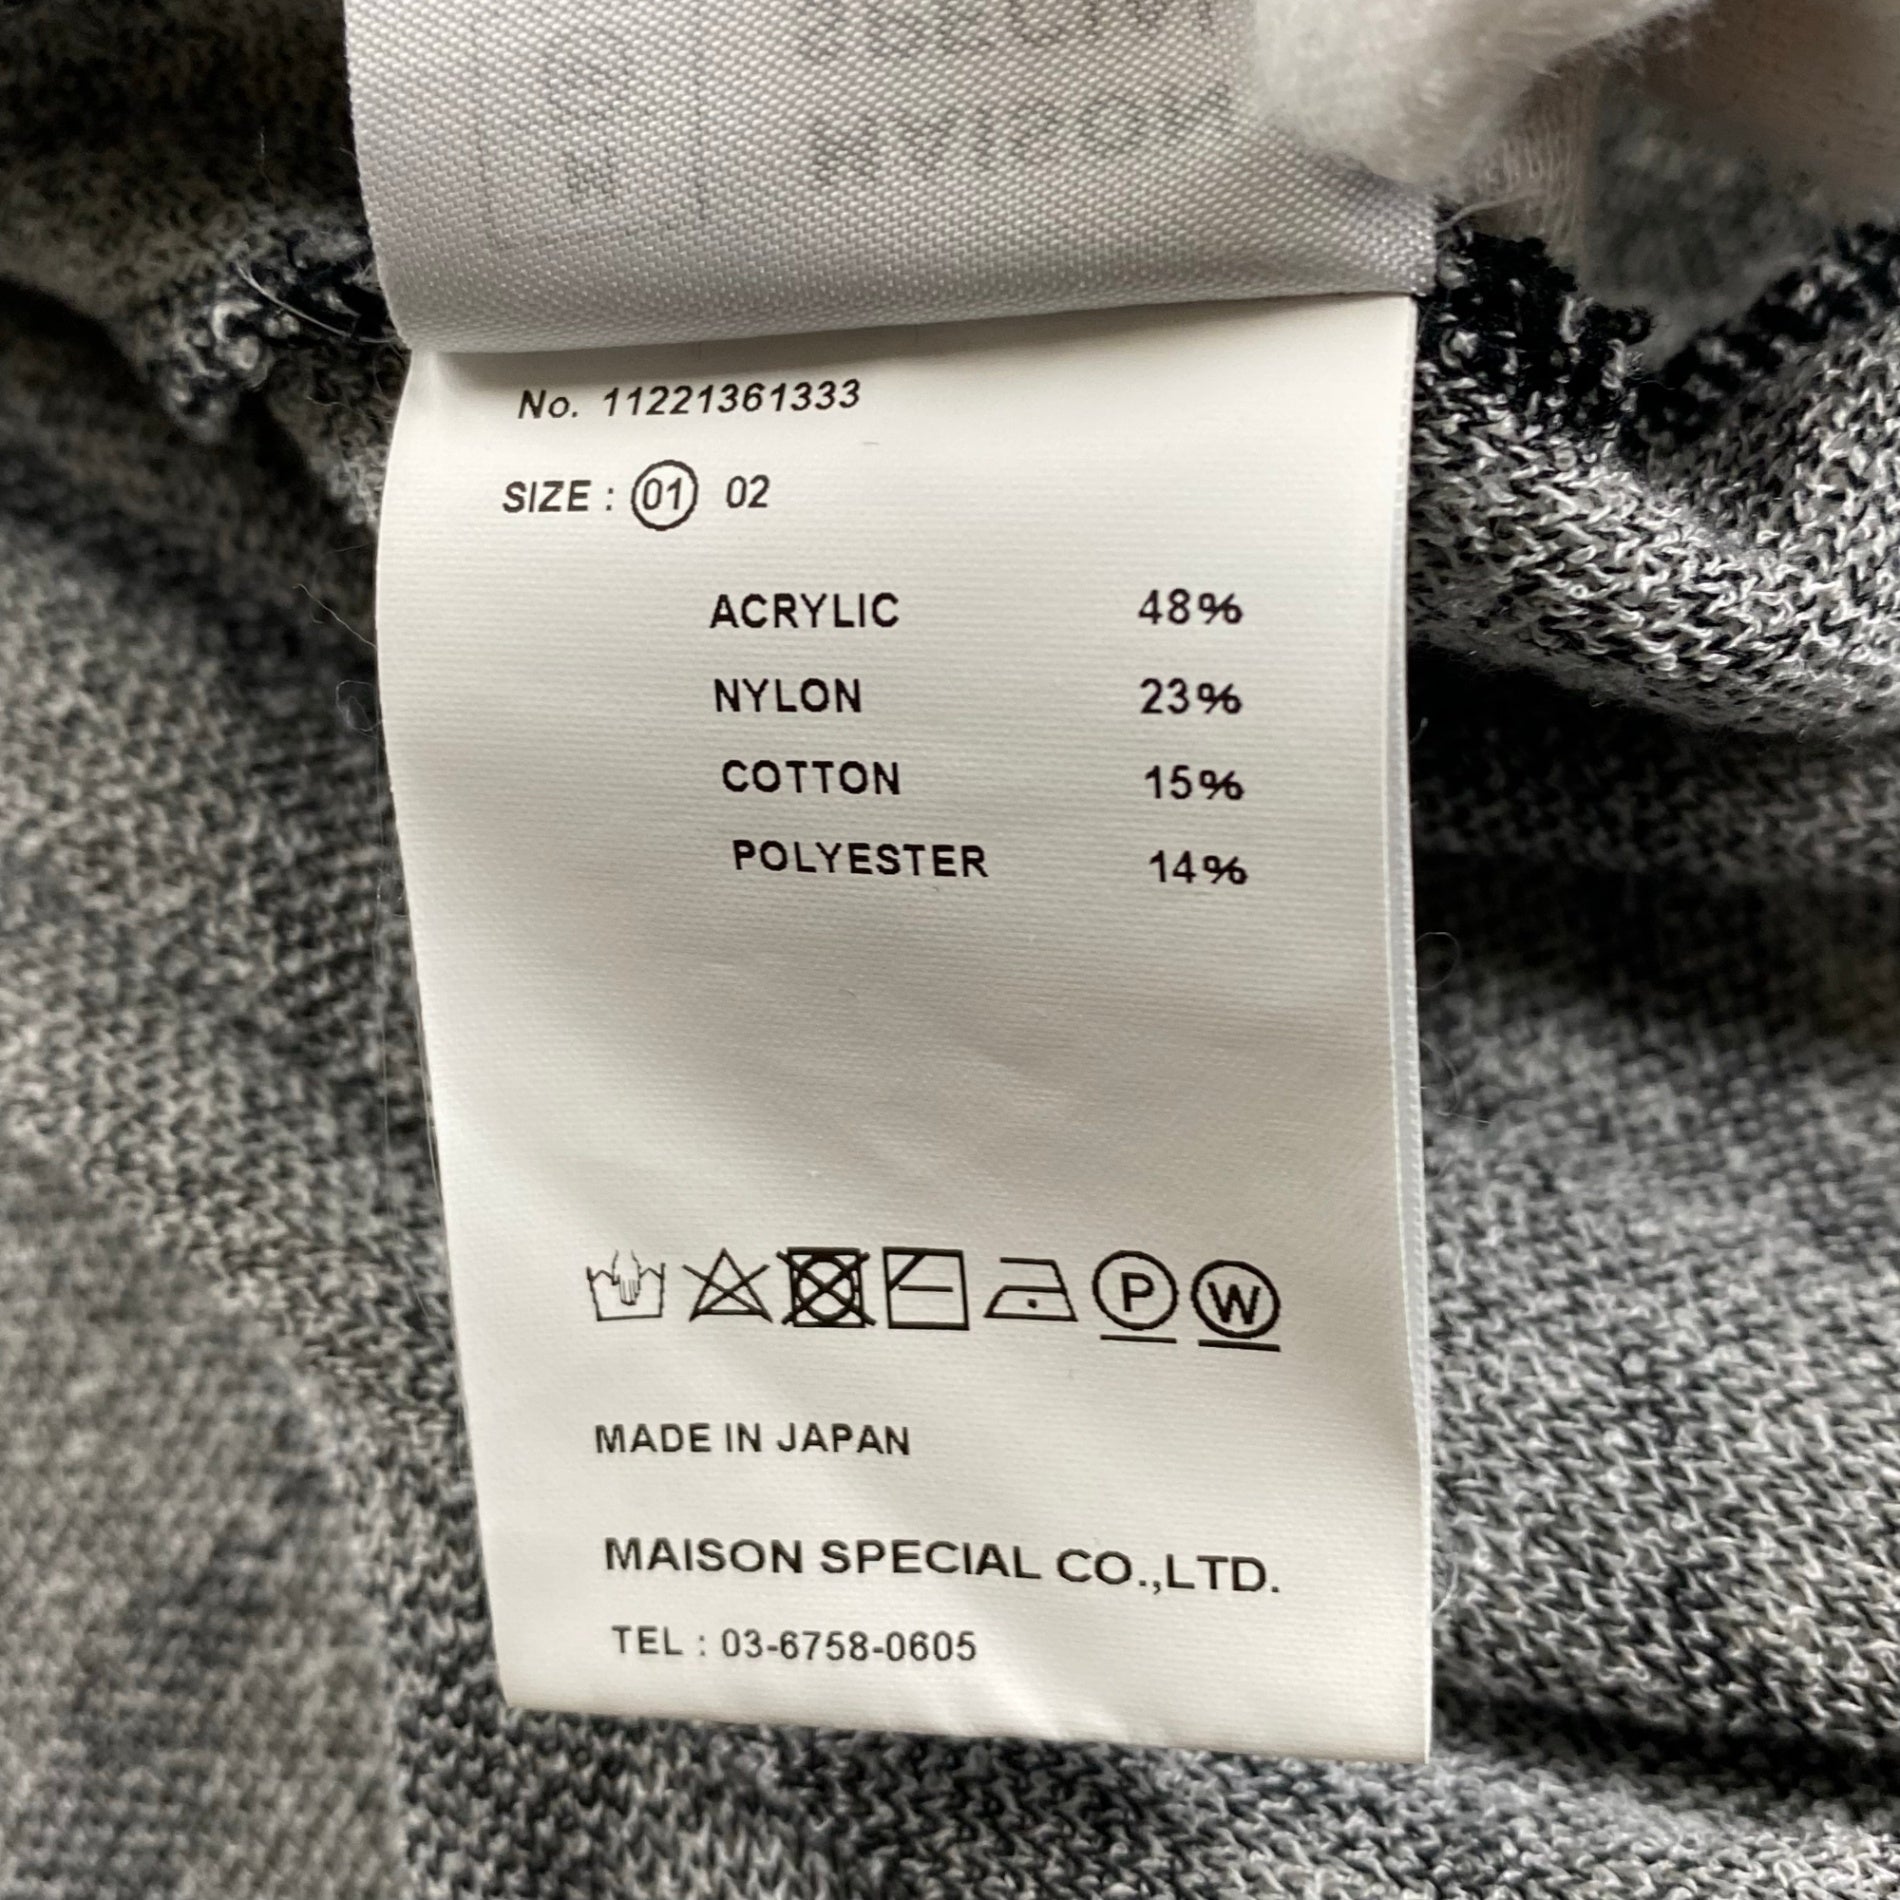 No. 11221361333
SIZE : 01 02
ACRYLIC 48%
NYLON 23%
COTTON 15%
POLYESTER 14%
P W
MADE IN JAPAN
MAISON SPECIAL CO.,LTD.
TEL : 03-6758-0605